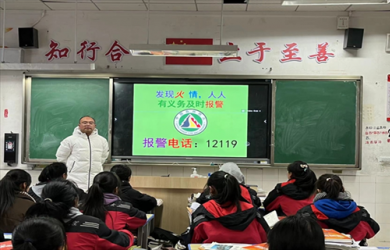 知行合
止于至善
发现火 情，人人
有义务及时报警
报警电话：12119